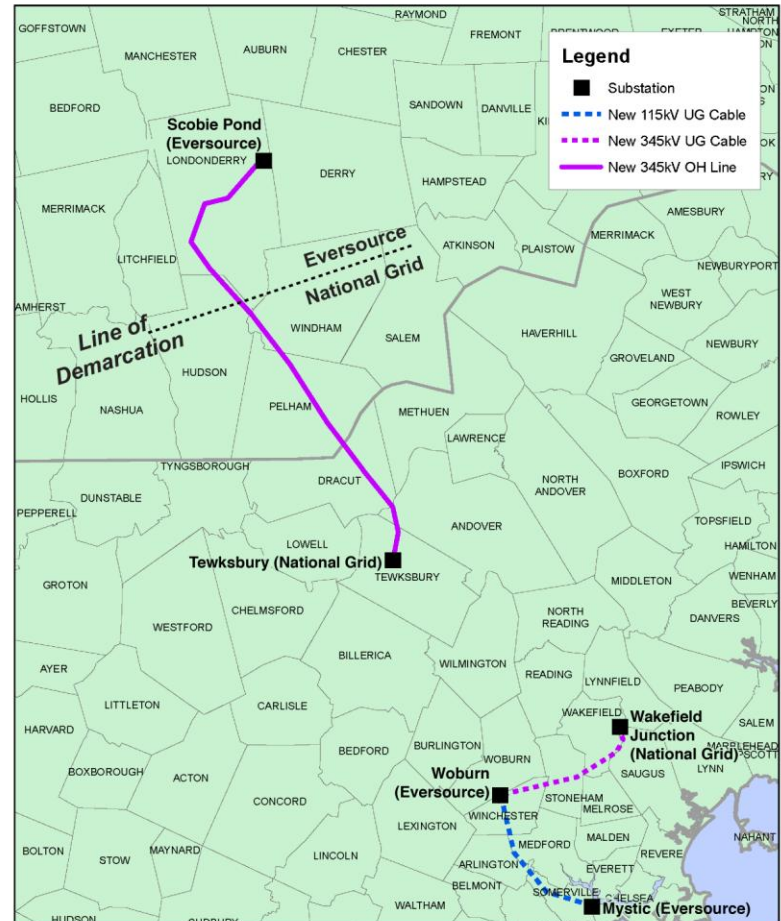 GOFFSTOWN
MANCHESTER
AUBURN
CHESTER
RAYMOND
FREMONT
STRATHAM
BEDFORD
SANDOWN
DANVILLE
Legend
Substation
New 115kV UG Cable
New 345kV UG Cable
New 345kV OH Line
Scobie Pond
(Eversource)
LONDONDERRY
DERRY
HAMPSTEAD
MERRIMACK
LITCHFIELD
ATKINSON
PLAISTOW
MERRIMAC
AMESBURY
Eversource
National Grid
Line of
Demarcation
NEWBURYPORT
WEST
NEWBURY
AMHERST
WINDHAM
SALEM
HAVERHILL
NEWBURY
GROVELAND
HUDSON
HOLLIS
NASHUA
PELHAM
METHUEN
GEORGETOWN
ROWLEY
LAWRENCE
TYNGSBOROUGH
DRACUT
NORTH
ANDOVER
BOXFORD
IPSWICH
PEPPERELL
DUNSTABLE
ANDOVER
TOPSFIELD
LOWELL
HAMILTON
Tewksbury (National Grid)
TEWKSBURY
GROTON
MIDDLETON
WENHAM
CHELMSFORD
WESTFORD
NORTH
READING
BEVERLY
DANVERS
BILLERICA
WILMINGTON
READING
LYNNFIELD
AYER
PEABODY
LITTLETON
CARLISLE
WAKEFIELD
Wakefield
Junction
(National Grid)
SALEM
HARVARD
BEDFORD
BURLINGTON
WOBURN
MARBLEHEAD
LYNN
SAUGUS
BOXBOROUGH
ACTON
Woburn
(Eversource)
CONCORD
STONEHAM
MELROSE
WINCHESTER
LEXINGTON
NAHANT
BOLTON
STOW
MAYNARD
LINCOLN
MEDFORD
MALDEN
REVERE
ARLINGTON
EVERETT
BELMONT
SOMERVILLE
CHELSEA
WALTHAM
Mystic (Eversource)
HUDSON